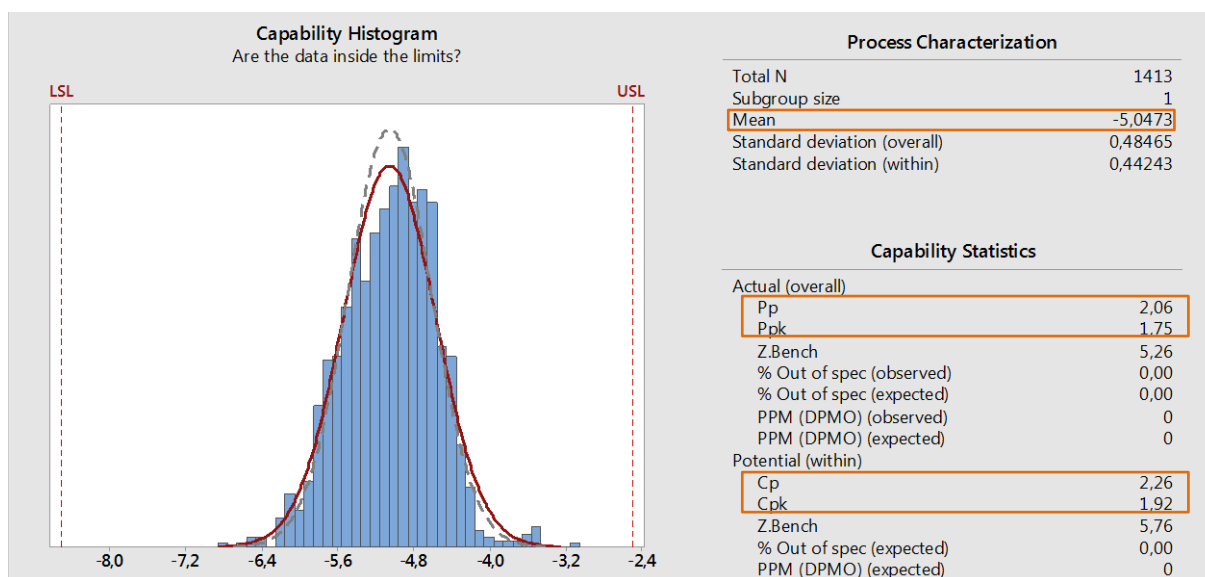 Capability Histogram
Are the data inside the limits?
LSL
USL
-8,0 -7,2 -6,4 -5,6 -4,8 -4,0 -3,2 -2,4
Process Characterization
Total N 1413
Subgroup size 1
Mean -5,0473
Standard deviation (overall) 0,48465
Standard deviation (within) 0,44243
Capability Statistics
Actual (overall)
Pp 2,06
Ppk 1,75
Z.Bench 5,26
% Out of spec (observed) 0,00
% Out of spec (expected) 0,00
PPM (DPMO) (observed) 0
PPM (DPMO) (expected) 0
Potential (within)
Cp 2,26
Cpk 1,92
Z.Bench 5,76
% Out of spec (expected) 0,00
PPM (DPMO) (expected) 0